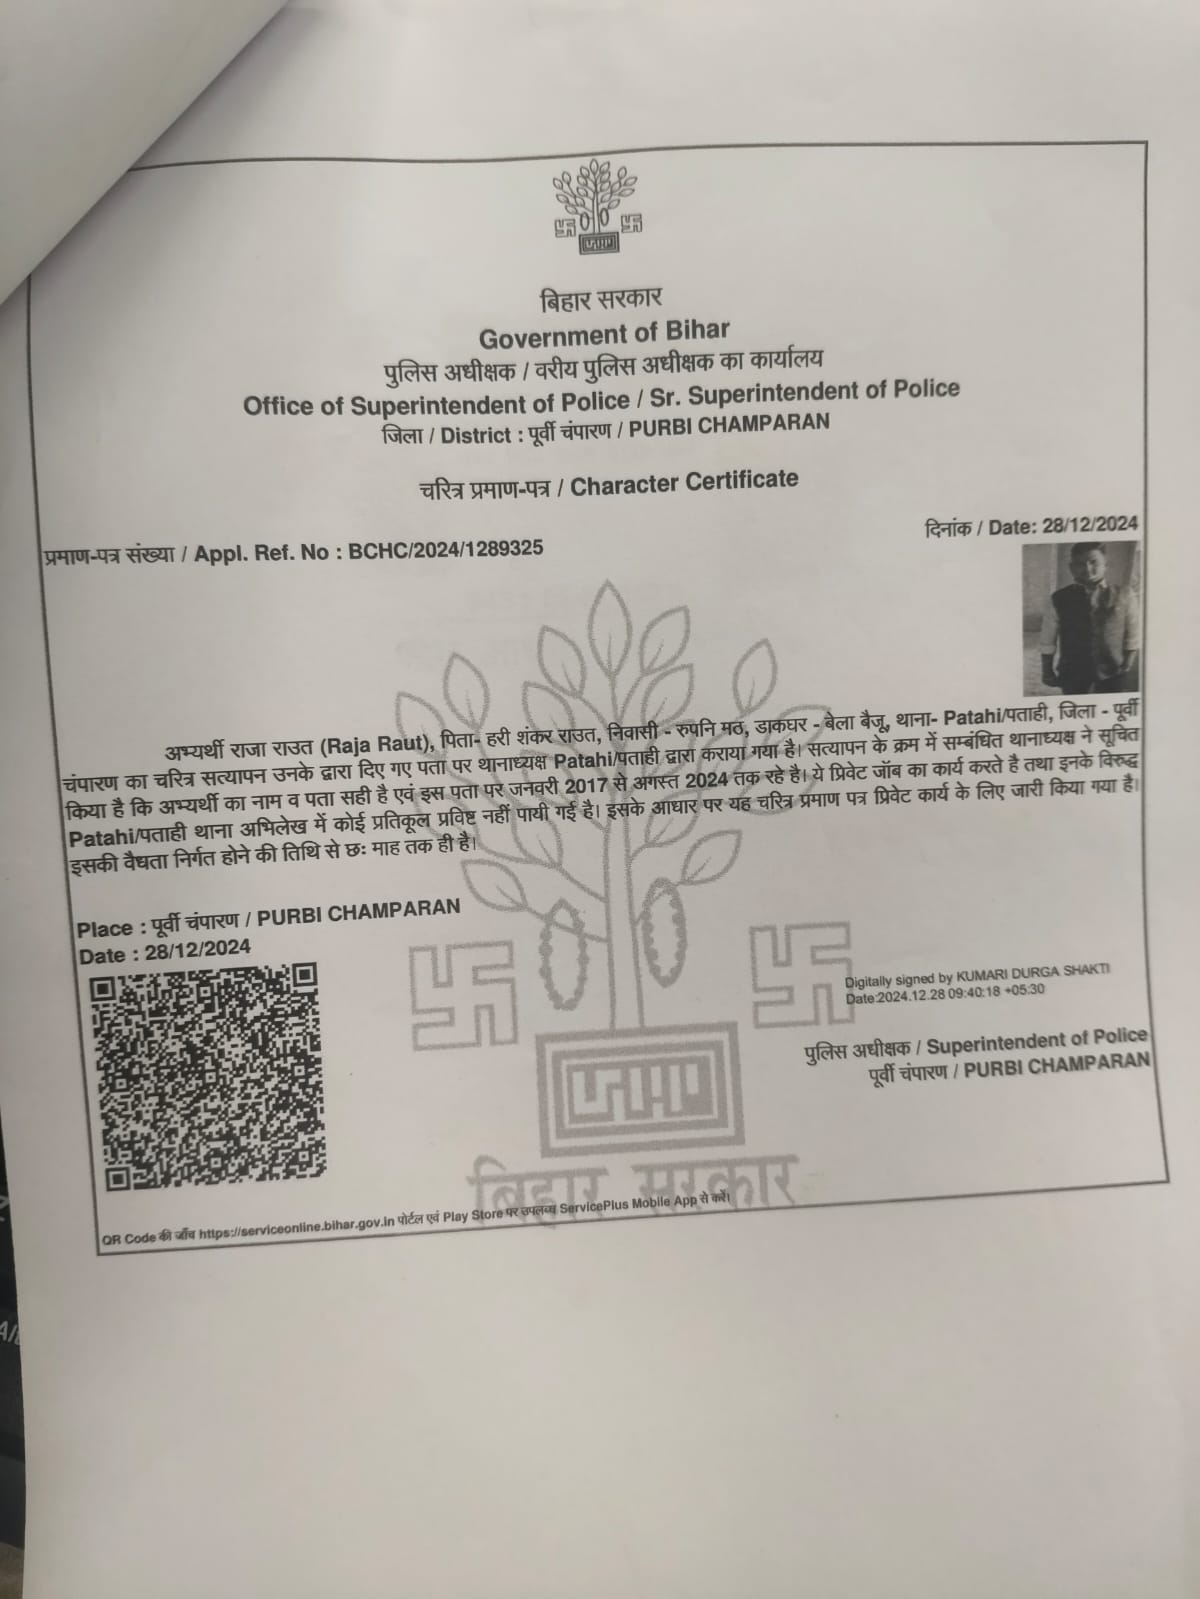 बिहार सरकार
Government of Bihar
पुलिस अधीक्षक / वरीय पुलिस अधीक्षक का कार्यालय
Office of Superintendent of Police / Sr. Superintendent of Police
जिला / District : पूर्वी चंपारण / PURBI CHAMPARAN
चरित्र प्रमाण-पत्र / Character Certificate
दिनांक / Date: 28/12/2024
प्रमाण-पत्र संख्या / Appl. Ref. No : BCHC/2024/1289325
अभ्यर्थी राजा राउत (Raja Raut), पिता- हरी शंकर राउत, निवासी - रुपनि मठ, डाकघर - बेला बैजू, थाना- Patahi/पताही, जिला - पूर्वी
चंपारण का चरित्र सत्यापन उनके द्वारा दिए गए पता पर थानाध्यक्ष Patahi/पताही द्वारा कराया गया है। सत्यापन के क्रम में सम्बंधित थानाध्यक्ष ने सूचित
किया है कि अभ्यर्थी का नाम व पता सही है एवं इस पता पर जनवरी 2017 से अगस्त 2024 तक रहे है। ये प्रिवेट जॉब का कार्य करते है तथा इनके विरुद्ध
Patahi/पताही थाना अभिलेख में कोई प्रतिकूल प्रविष्ट नहीं पायी गई है। इसके आधार पर यह चरित्र प्रमाण पत्र प्रिवेट कार्य के लिए जारी किया गया है।
इसकी वैधता निर्गत होने की तिथि से छः माह तक ही है।
Place : पूर्वी चंपारण / PURBI CHAMPARAN
Date : 28/12/2024
Digitally signed by KUMARI DURGA SHAKTI
Date:2024.12.28 09:40:18 +05:30
पुलिस अधीक्षक / Superintendent of Police
पूर्वी चंपारण / PURBI CHAMPARAN
बिहार सरकार
QR Code की जाँच https://serviceonline.bihar.gov.in पोर्टल एवं Play Store पर उपलब्ध ServicePlus Mobile App से करें।